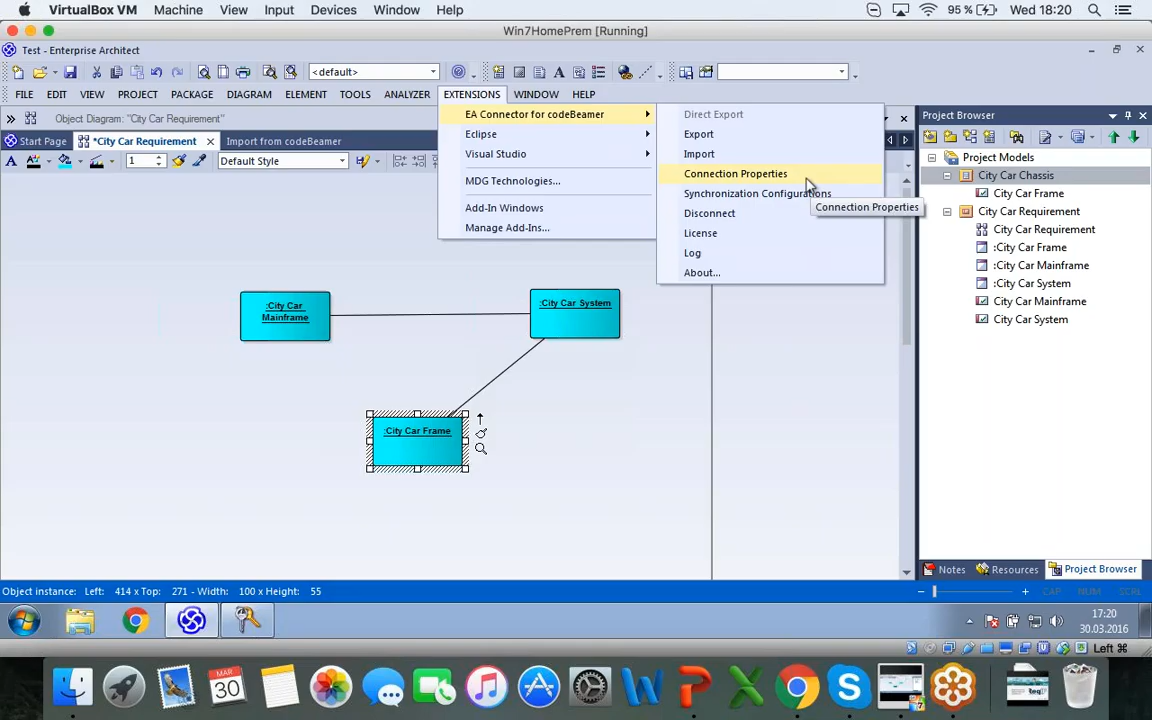 VirtualBox VM Machine View Input Devices Window Help 95 % Wed 18:20
Win7HomePrem [Running]
Test - Enterprise Architect
<default>
FILE EDIT VIEW PROJECT PACKAGE DIAGRAM ELEMENT TOOLS ANALYZER EXTENSIONS WINDOW HELP
Object Diagram: "City Car Requirement"
Start Page *City Car Requirement Import from codeBeamer
A A 1 Default Style
EA Connector for codeBeamer
Eclipse
Visual Studio
MDG Technologies...
Add-In Windows
Manage Add-Ins...
Direct Export
Export
Import
Connection Properties
Synchronization Configurations
Disconnect
License
Log
About...
Connection Properties
:City Car
Mainframe
:City Car System
:City Car Frame
Project Browser
Project Models
City Car Chassis
City Car Frame
City Car Requirement
City Car Requirement
:City Car Frame
:City Car Mainframe
:City Car System
City Car Mainframe
City Car System
Notes Resources Project Browser
Object instance: Left: 414 x Top: 271 - Width: 100 x Height: 55
CAP NUM SCRL
17:20
30.03.2016
Left ⌘
MAR
30